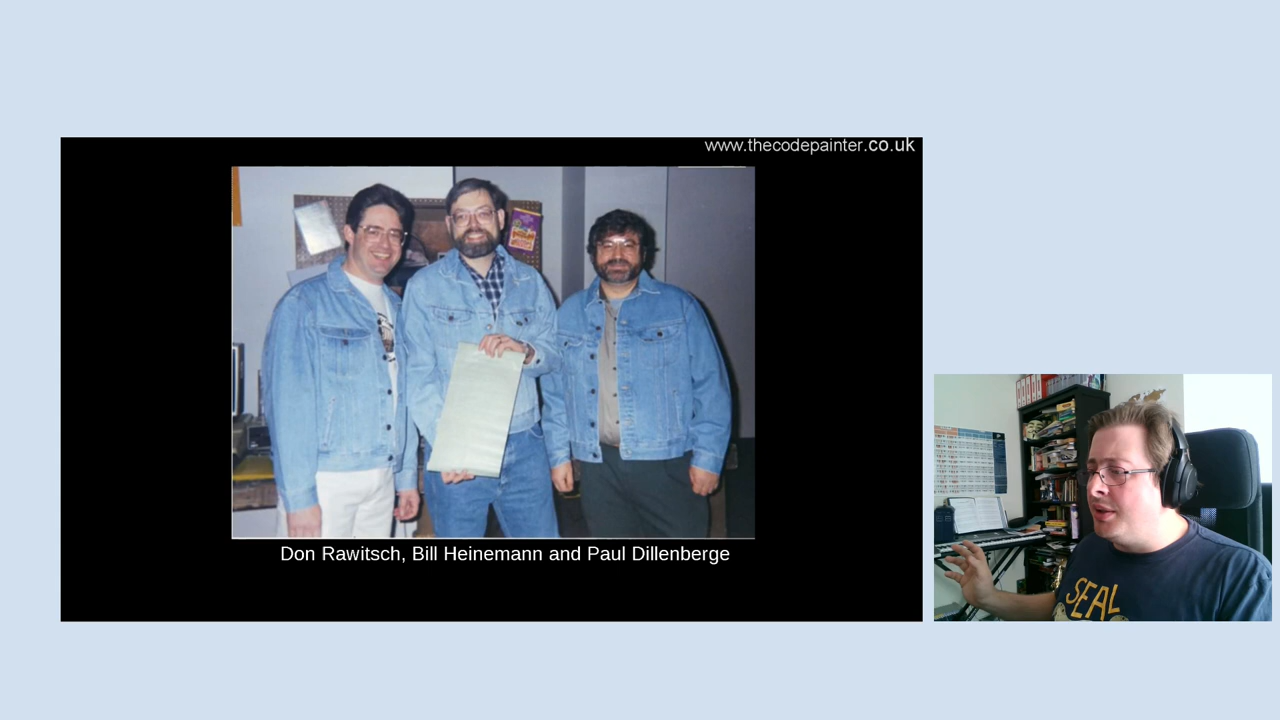 www.thecodepainter.co.uk
Don Rawitsch, Bill Heinemann and Paul Dillenberge
SEAL